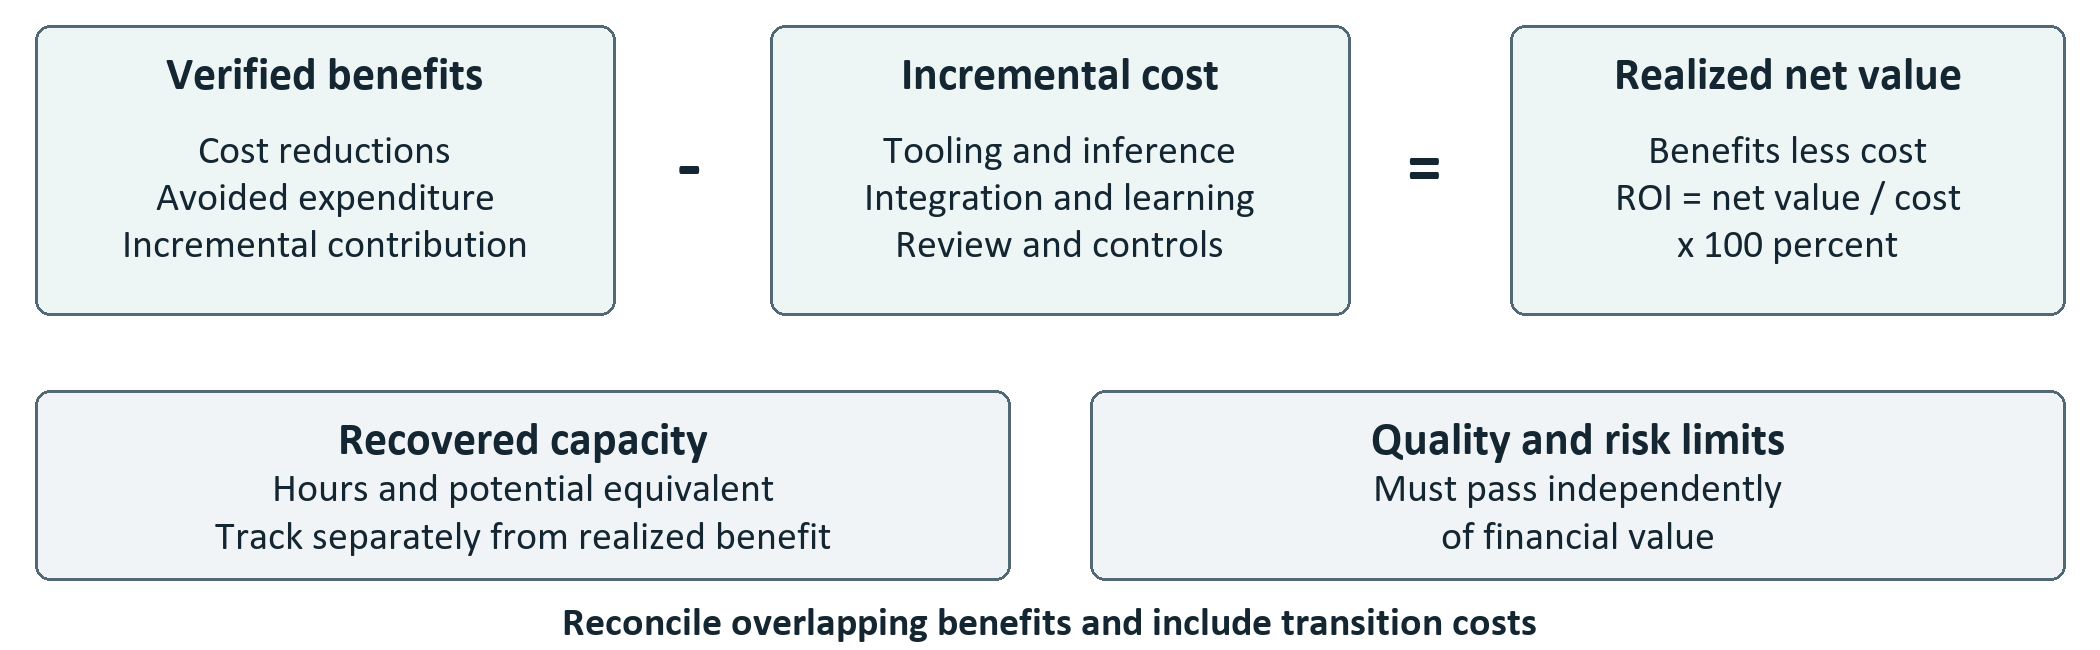 Verified benefits
Cost reductions
Avoided expenditure
Incremental contribution
-
Incremental cost
Tooling and inference
Integration and learning
Review and controls
=
Realized net value
Benefits less cost
ROI = net value / cost
x 100 percent
Recovered capacity
Hours and potential equivalent
Track separately from realized benefit
Quality and risk limits
Must pass independently
of financial value
Reconcile overlapping benefits and include transition costs